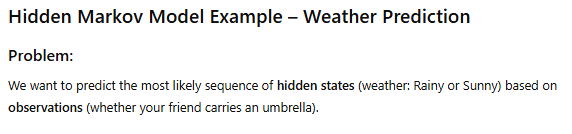 Hidden Markov Model Example – Weather Prediction
Problem:
We want to predict the most likely sequence of hidden states (weather: Rainy or Sunny) based on
observations (whether your friend carries an umbrella).